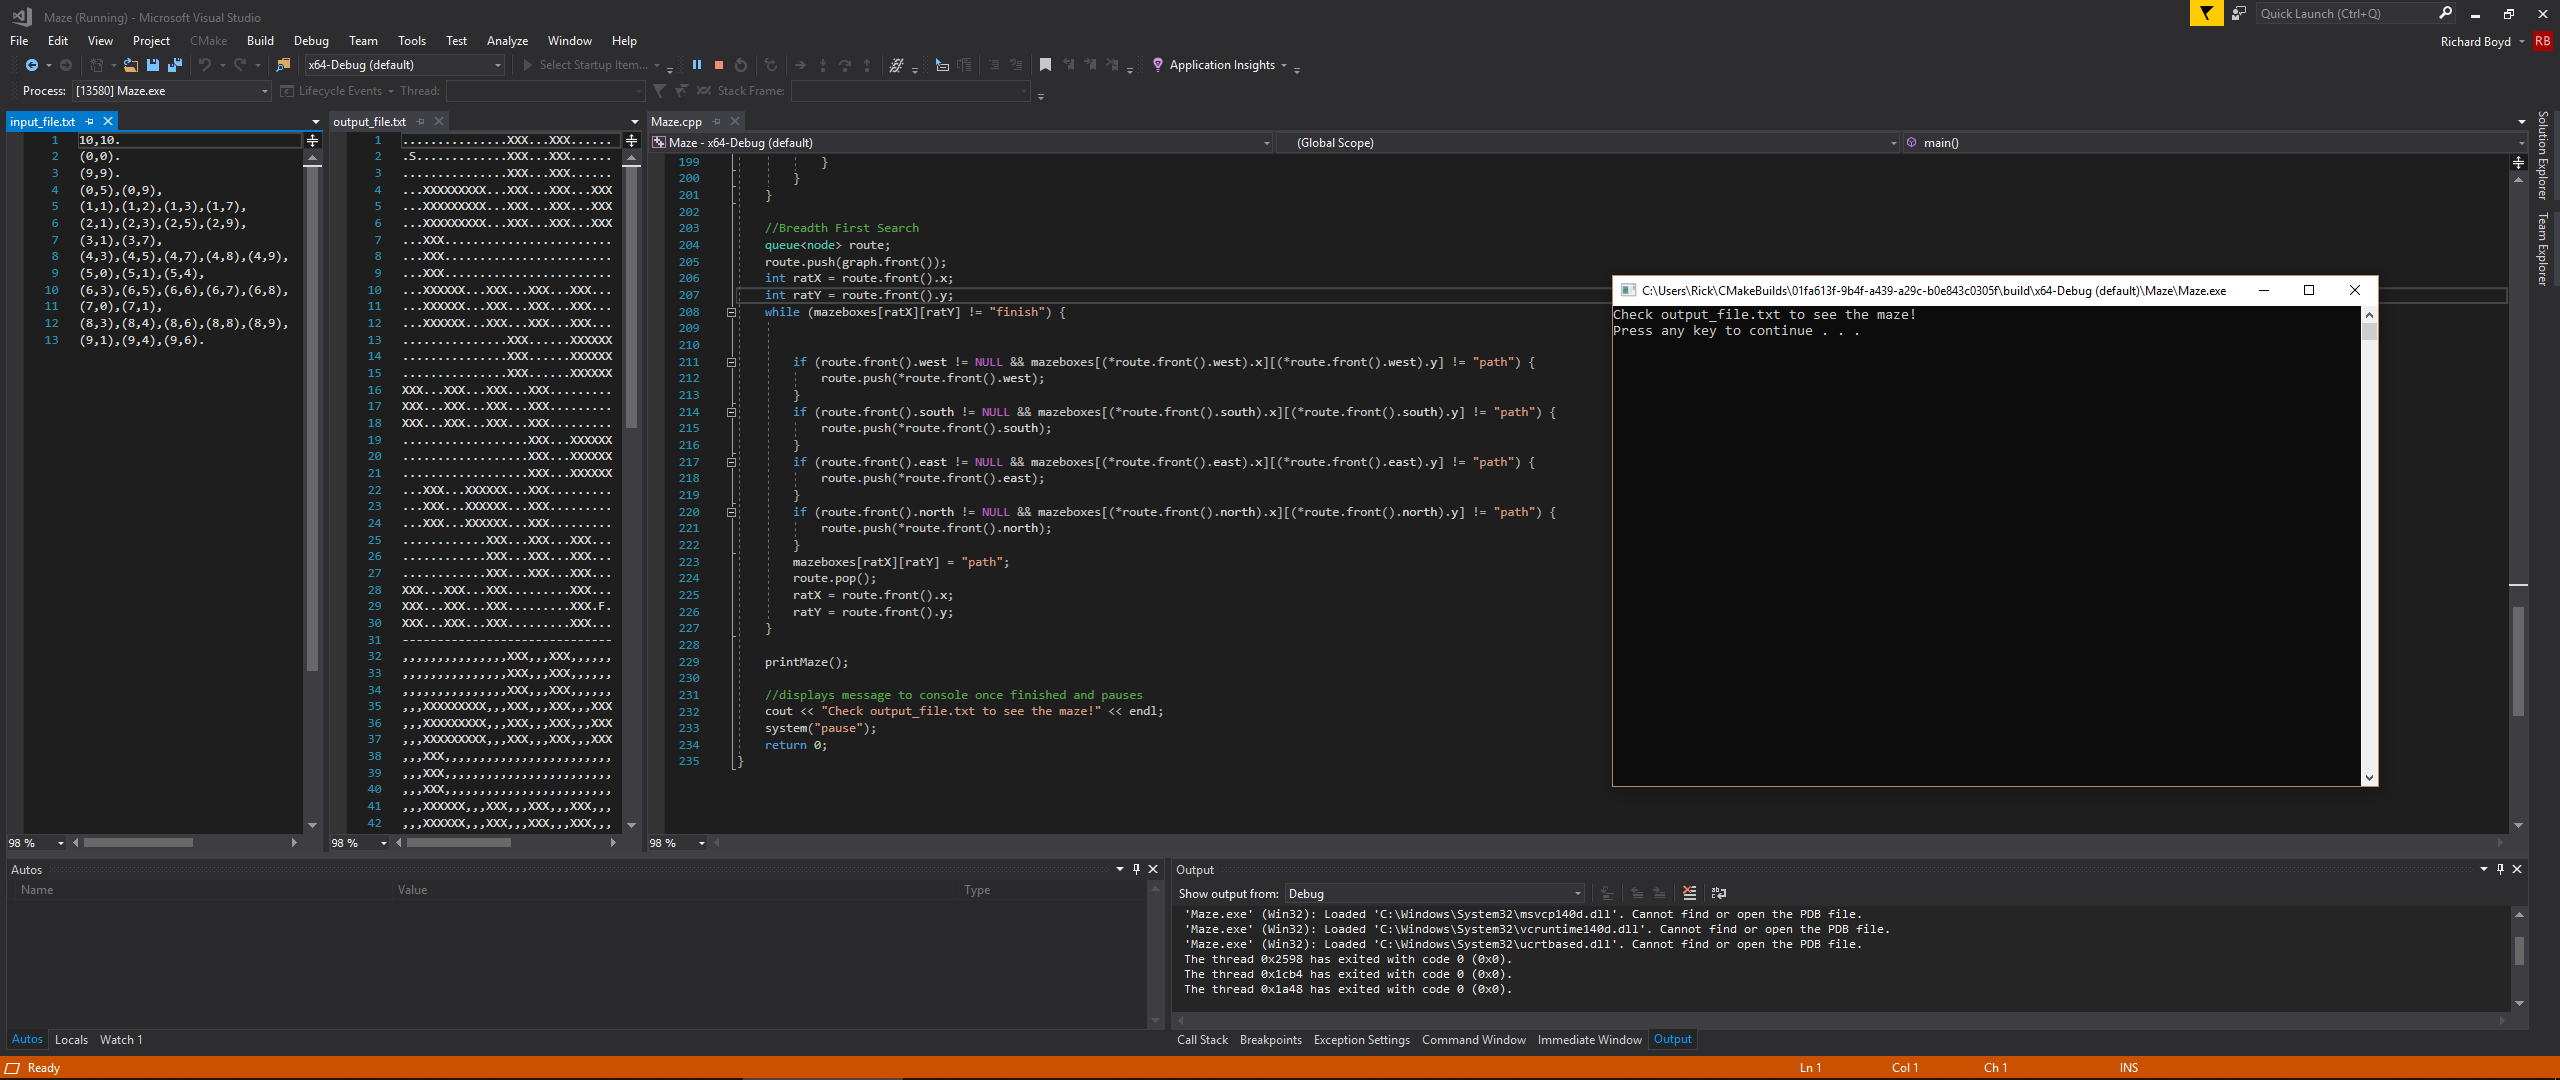 Maze (Running) - Microsoft Visual Studio
Quick Launch (Ctrl+Q)
File Edit View Project CMake Build Debug Team Tools Test Analyze Window Help
Richard Boyd RB
x64-Debug (default) Select Startup Item... Application Insights
Process: [13580] Maze.exe Lifecycle Events Thread: Stack Frame:
input_file.txt
1 10,10.
2 (0,0).
3 (9,9).
4 (0,5),(0,9),
5 (1,1),(1,2),(1,3),(1,7),
6 (2,1),(2,3),(2,5),(2,9),
7 (3,1),(3,7),
8 (4,3),(4,5),(4,7),(4,8),(4,9),
9 (5,0),(5,1),(5,4),
10 (6,3),(6,5),(6,6),(6,7),(6,8),
11 (7,0),(7,1),
12 (8,3),(8,4),(8,6),(8,8),(8,9),
13 (9,1),(9,4),(9,6).
98 %
output_file.txt
1 ...............XXX...XXX......
2 .S.............XXX...XXX......
3 ...............XXX...XXX......
4 ...XXXXXXXXX...XXX...XXX...XXX
5 ...XXXXXXXXX...XXX...XXX...XXX
6 ...XXXXXXXXX...XXX...XXX...XXX
7 ...XXX........................
8 ...XXX........................
9 ...XXX........................
10 ...XXXXXX...XXX...XXX...XXX...
11 ...XXXXXX...XXX...XXX...XXX...
12 ...XXXXXX...XXX...XXX...XXX...
13 ...............XXX......XXXXXX
14 ...............XXX......XXXXXX
15 ...............XXX......XXXXXX
16 XXX...XXX...XXX...XXX.........
17 XXX...XXX...XXX...XXX.........
18 XXX...XXX...XXX...XXX.........
19 ..................XXX...XXXXXX
20 ..................XXX...XXXXXX
21 ..................XXX...XXXXXX
22 ...XXX...XXXXXX...XXX.........
23 ...XXX...XXXXXX...XXX.........
24 ...XXX...XXXXXX...XXX.........
25 ............XXX...XXX...XXX...
26 ............XXX...XXX...XXX...
27 ............XXX...XXX...XXX...
28 XXX...XXX...XXX.........XXX...
29 XXX...XXX...XXX.........XXX.F.
30 XXX...XXX...XXX.........XXX...
31 ------------------------------
32 ,,,,,,,,,,,,,,,XXX,,,XXX,,,,,,
33 ,,,,,,,,,,,,,,,XXX,,,XXX,,,,,,
34 ,,,,,,,,,,,,,,,XXX,,,XXX,,,,,,
35 ,,,XXXXXXXXX,,,XXX,,,XXX,,,XXX
36 ,,,XXXXXXXXX,,,XXX,,,XXX,,,XXX
37 ,,,XXXXXXXXX,,,XXX,,,XXX,,,XXX
38 ,,,XXX,,,,,,,,,,,,,,,,,,,,,,,,
39 ,,,XXX,,,,,,,,,,,,,,,,,,,,,,,,
40 ,,,XXX,,,,,,,,,,,,,,,,,,,,,,,,
41 ,,,XXXXXX,,,XXX,,,XXX,,,XXX,,,
42 ,,,XXXXXX,,,XXX,,,XXX,,,XXX,,,
98 %
Maze.cpp
Maze - x64-Debug (default) (Global Scope) main()
199 }
200 }
201 }
202
203 //Breadth First Search
204 queue<node> route;
205 route.push(graph.front());
206 int ratX = route.front().x;
207 int ratY = route.front().y;
208 while (mazeboxes[ratX][ratY] != "finish") {
209
210
211 if (route.front().west != NULL && mazeboxes[(*route.front().west).x][(*route.front().west).y] != "path") {
212 route.push(*route.front().west);
213 }
214 if (route.front().south != NULL && mazeboxes[(*route.front().south).x][(*route.front().south).y] != "path") {
215 route.push(*route.front().south);
216 }
217 if (route.front().east != NULL && mazeboxes[(*route.front().east).x][(*route.front().east).y] != "path") {
218 route.push(*route.front().east);
219 }
220 if (route.front().north != NULL && mazeboxes[(*route.front().north).x][(*route.front().north).y] != "path") {
221 route.push(*route.front().north);
222 }
223 mazeboxes[ratX][ratY] = "path";
224 route.pop();
225 ratX = route.front().x;
226 ratY = route.front().y;
227 }
228
229 printMaze();
230
231 //displays message to console once finished and pauses
232 cout << "Check output_file.txt to see the maze!" << endl;
233 system("pause");
234 return 0;
235 }
98 %
C:\Users\Rick\CMakeBuilds\01fa613f-9b4f-a439-a29c-b0e843c0305f\build\x64-Debug (default)\Maze\Maze.exe
Check output_file.txt to see the maze!
Press any key to continue . . .
Solution Explorer
Team Explorer
Autos
Name Value Type
Autos Locals Watch 1
Output
Show output from: Debug
'Maze.exe' (Win32): Loaded 'C:\Windows\System32\msvcp140d.dll'. Cannot find or open the PDB file.
'Maze.exe' (Win32): Loaded 'C:\Windows\System32\vcruntime140d.dll'. Cannot find or open the PDB file.
'Maze.exe' (Win32): Loaded 'C:\Windows\System32\ucrtbased.dll'. Cannot find or open the PDB file.
The thread 0x2598 has exited with code 0 (0x0).
The thread 0x1cb4 has exited with code 0 (0x0).
The thread 0x1a48 has exited with code 0 (0x0).
Call Stack Breakpoints Exception Settings Command Window Immediate Window Output
Ready Ln 1 Col 1 Ch 1 INS